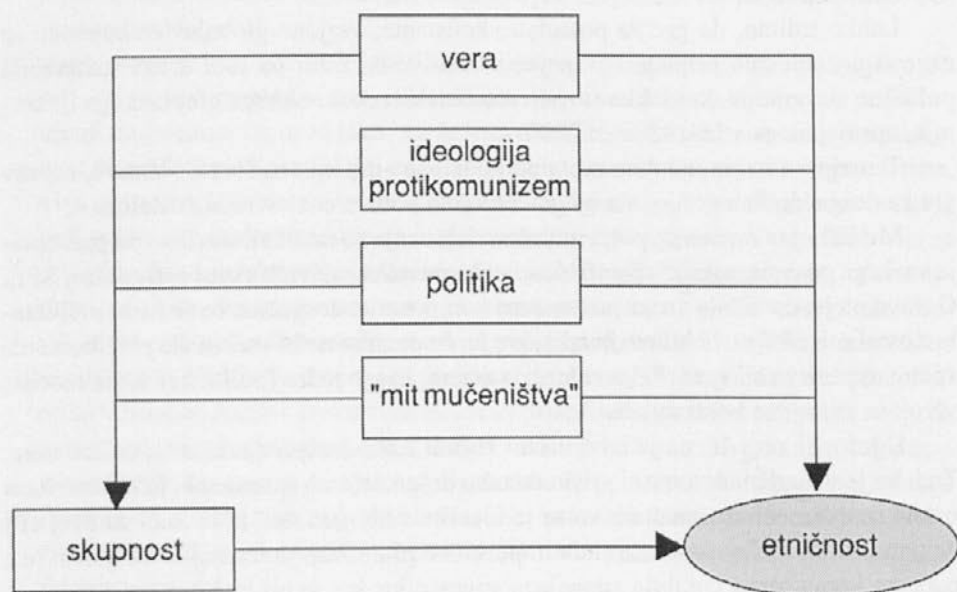 vera
ideologija
protikomunizem
politika
"mit mučeništva"
skupnost
etničnost